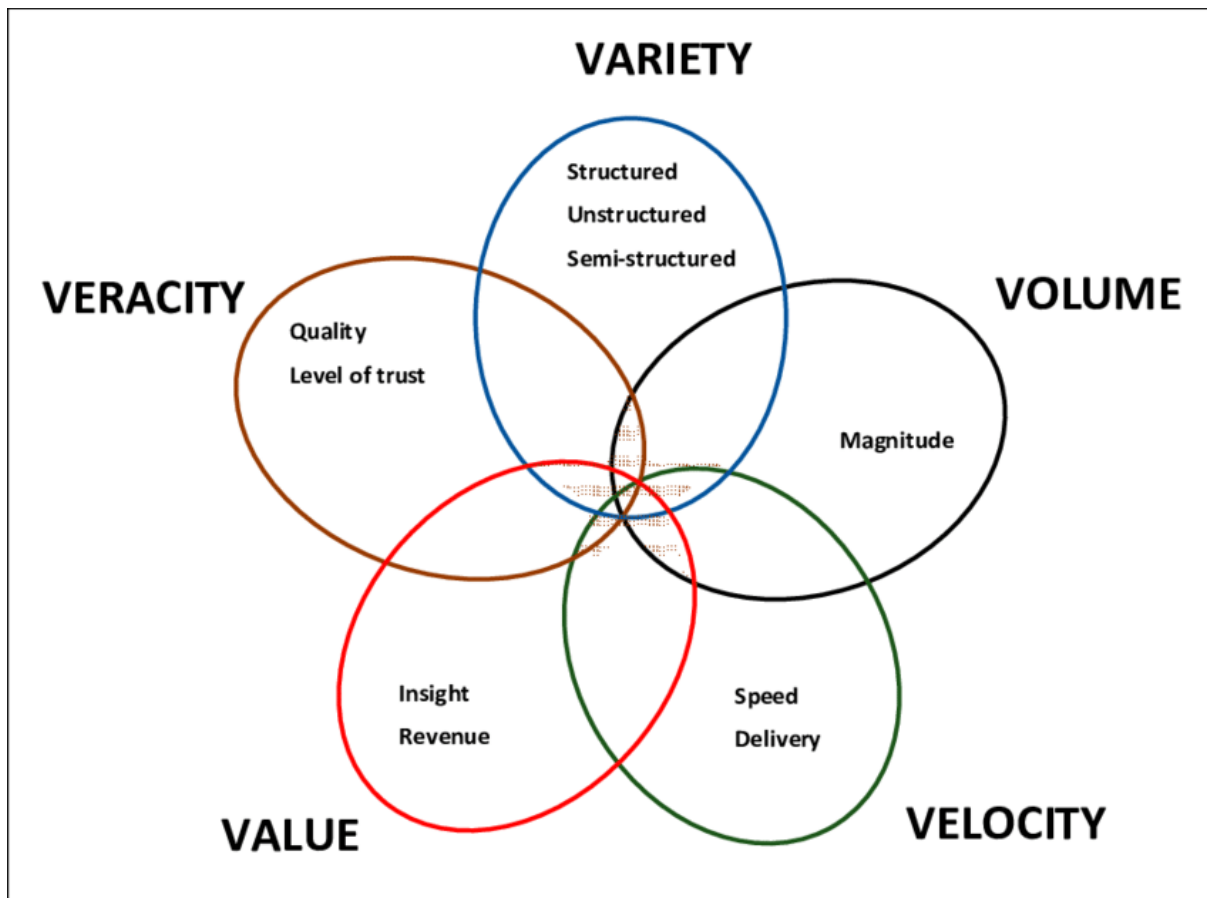 VARIETY
Structured
Unstructured
Semi-structured
VERACITY
Quality
Level of trust
VOLUME
Magnitude
Insight
Revenue
VALUE
Speed
Delivery
VELOCITY